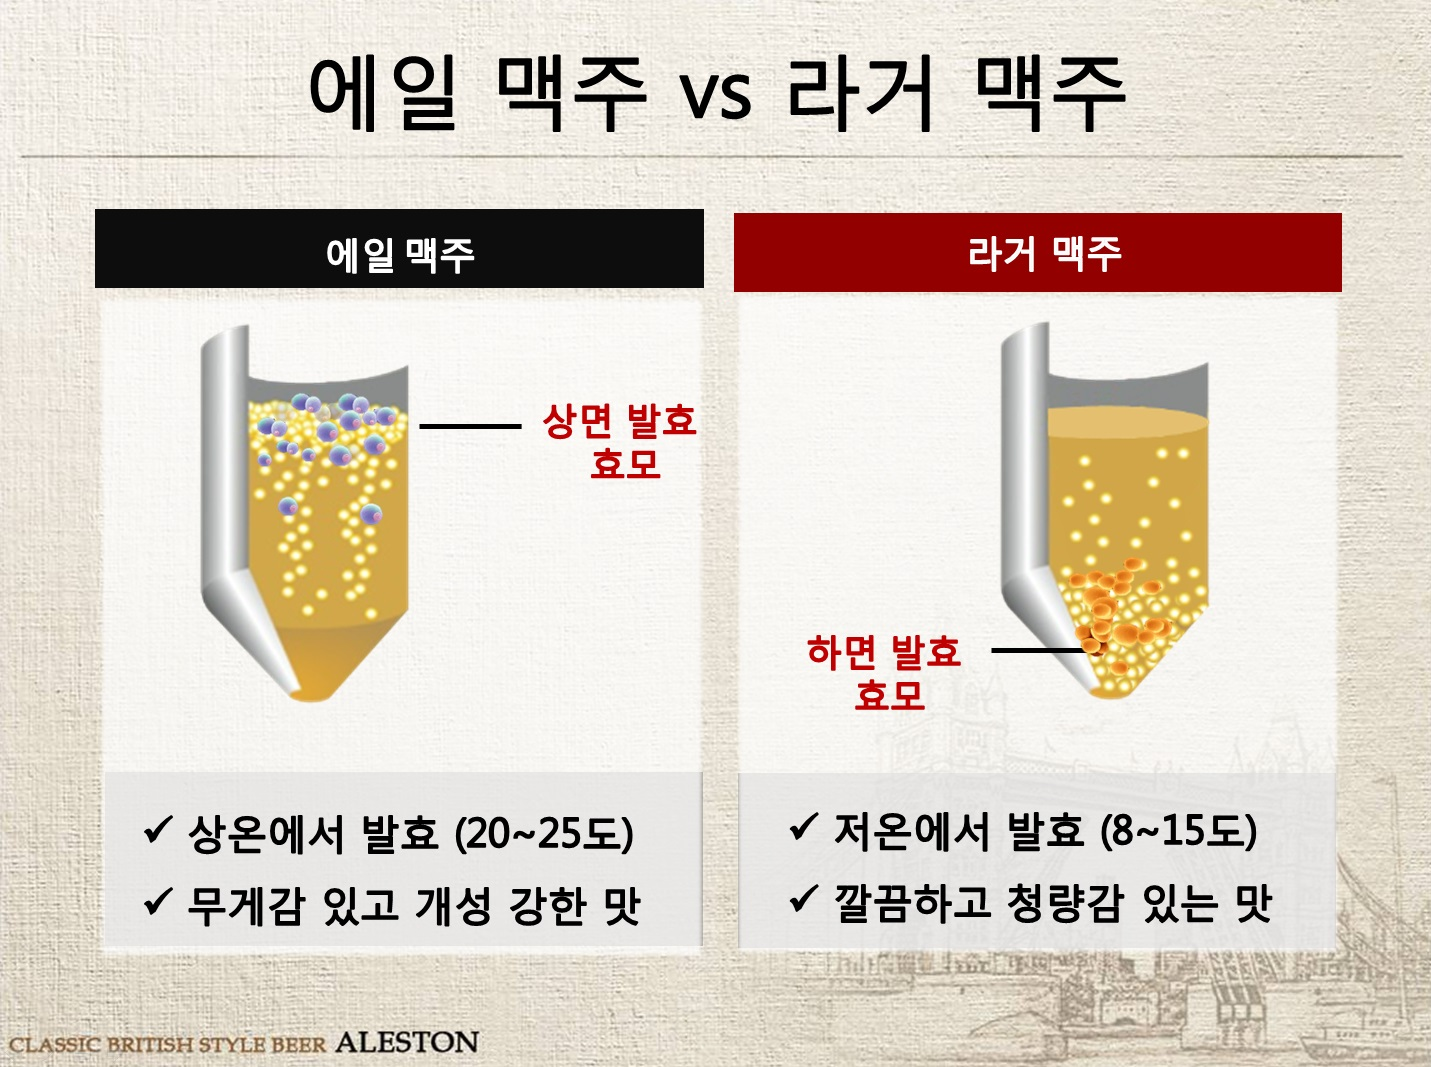 에일 맥주 vs 라거 맥주
에일 맥주
라거 맥주
상면 발효
효모
하면 발효
효모
✓ 상온에서 발효 (20~25도)
✓ 무게감 있고 개성 강한 맛
✓ 저온에서 발효 (8~15도)
✓ 깔끔하고 청량감 있는 맛
CLASSIC BRITISH STYLE BEER ALESTON